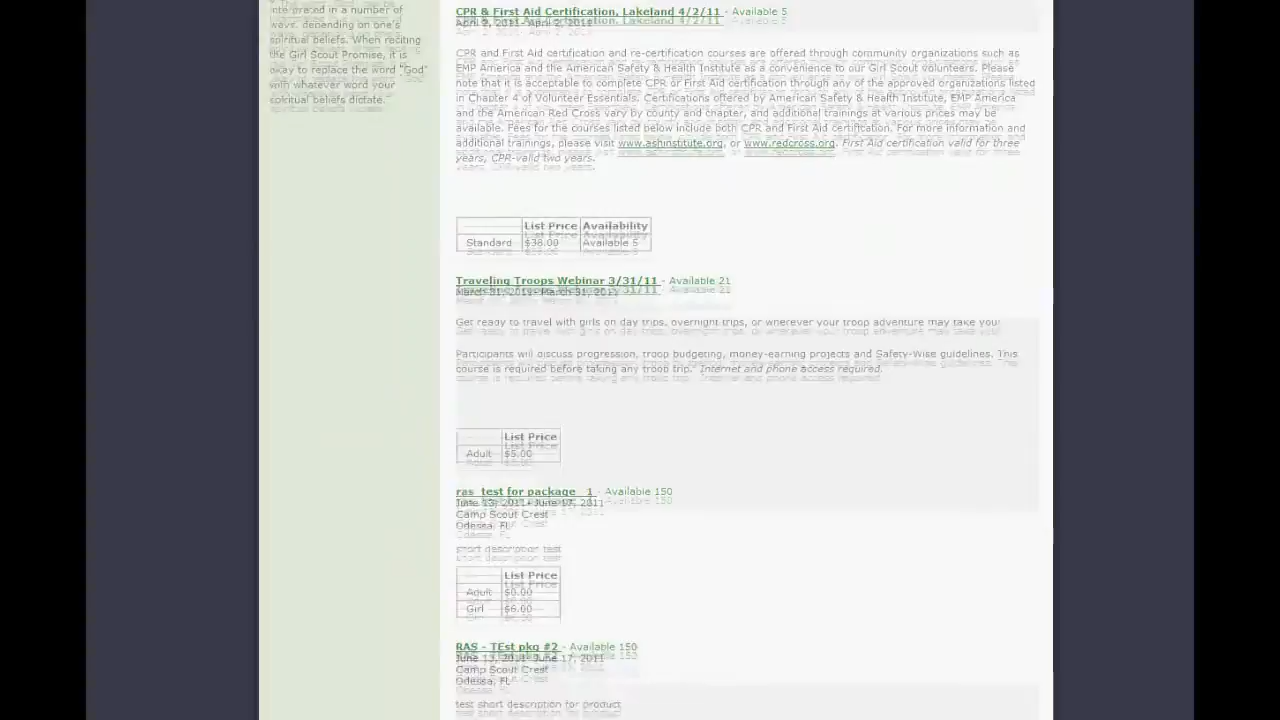 integrated in a number of
ways, depending on one's
spiritual beliefs. When reciting
the Girl Scout Promise, it is
okay to replace the word "God"
with whatever word your
spiritual beliefs dictate."
CPR & First Aid Certification, Lakeland 4/2/11 - Available 5
April 2, 2011- April 2, 2011
CPR and First Aid certification and re-certification courses are offered through community organizations such as
EMP America and the American Safety & Health Institute as a convenience to our Girl Scout volunteers. Please
note that it is acceptable to complete CPR or First Aid certification through any of the approved organizations listed
in Chapter 4 of Volunteer Essentials. Certifications offered by American Safety & Health Institute, EMP America
and the American Red Cross vary by county and chapter, and additional trainings at various prices may be
available. Fees for the courses listed below include both CPR and First Aid certification. For more information and
additional trainings, please visit www.ashinstitute.org, or www.redcross.org. First Aid certification valid for three
years, CPR-valid two years.
List Price Availability
Standard $38.00 Available 5
Traveling Troops Webinar 3/31/11 - Available 21
March 31, 2011- March 31, 2011
Get ready to travel with girls on day trips, overnight trips, or wherever your troop adventure may take you!
Participants will discuss progression, troop budgeting, money-earning projects and Safety-Wise guidelines. This
course is required before taking any troop trip.* Internet and phone access required.
List Price
Adult $5.00
ras test for package 1 - Available 150
June 13, 2011- June 17, 2011
Camp Scout Crest
Odessa, FL
short description test
List Price
Adult $0.00
Girl $6.00
RAS - TEst pkg #2 - Available 150
June 13, 2011- June 17, 2011
Camp Scout Crest
Odessa, FL
test short description for product